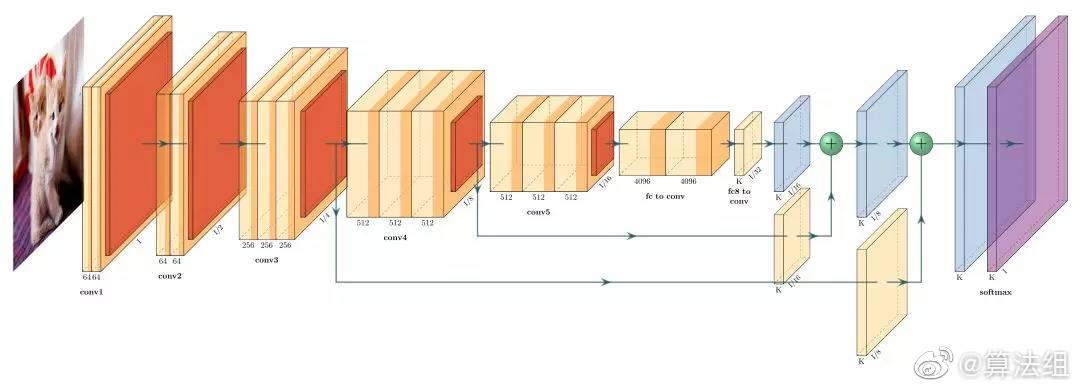 64 64
1
conv1
64 64
1/2
conv2
256 256 256
1/4
conv3
512 512 512
1/8
conv4
512 512 512
1/16
conv5
4096 4096
fc to conv
K
1/32
fc8 to
conv
K
1/16
+
K
1/16
K
1/8
+
K
1/8
K
K
1
softmax
@算法组